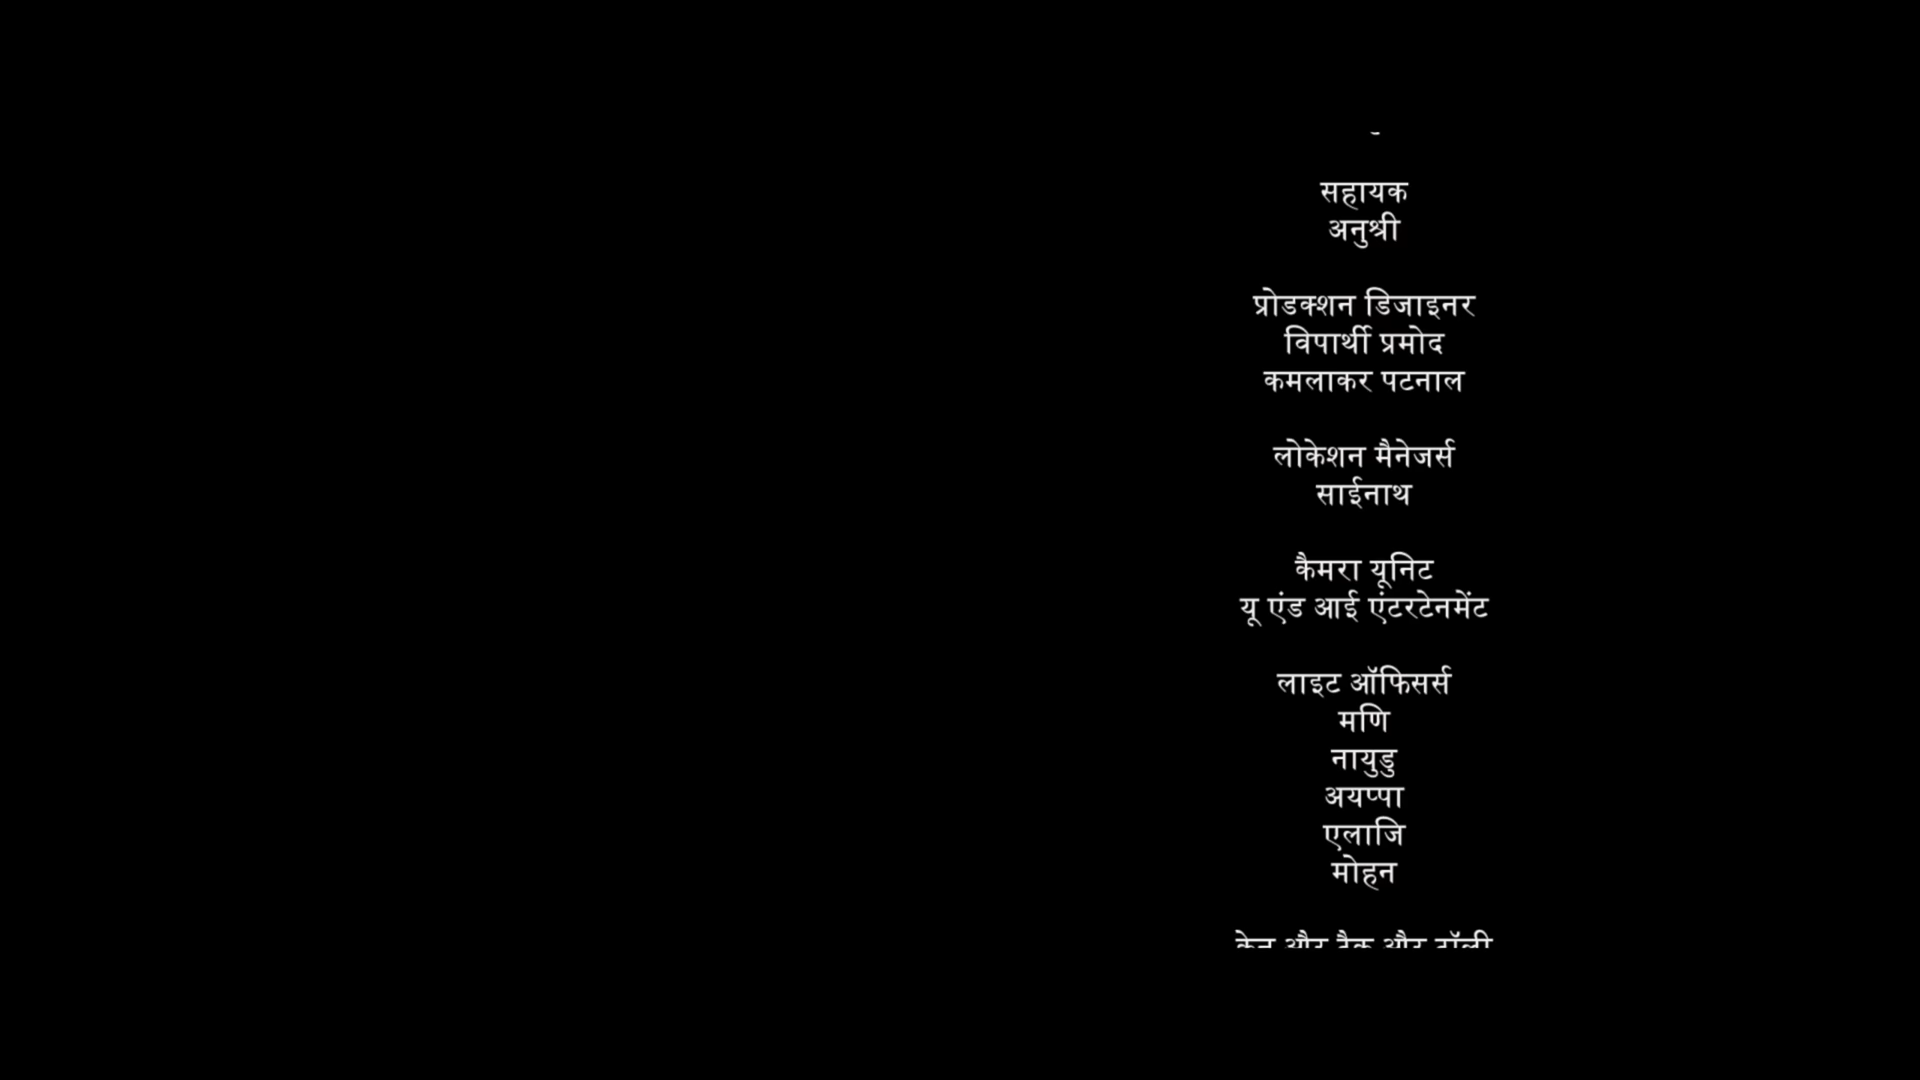 सहायक
अनुश्री
प्रोडक्शन डिजाइनर
विपार्थी प्रमोद
कमलाकर पटनाल
लोकेशन मैनेजर्स
साईनाथ
कैमरा यूनिट
यू एंड आई एंटरटेनमेंट
लाइट ऑफिसर्स
मणि
नायुडु
अयप्पा
एलाजि
मोहन